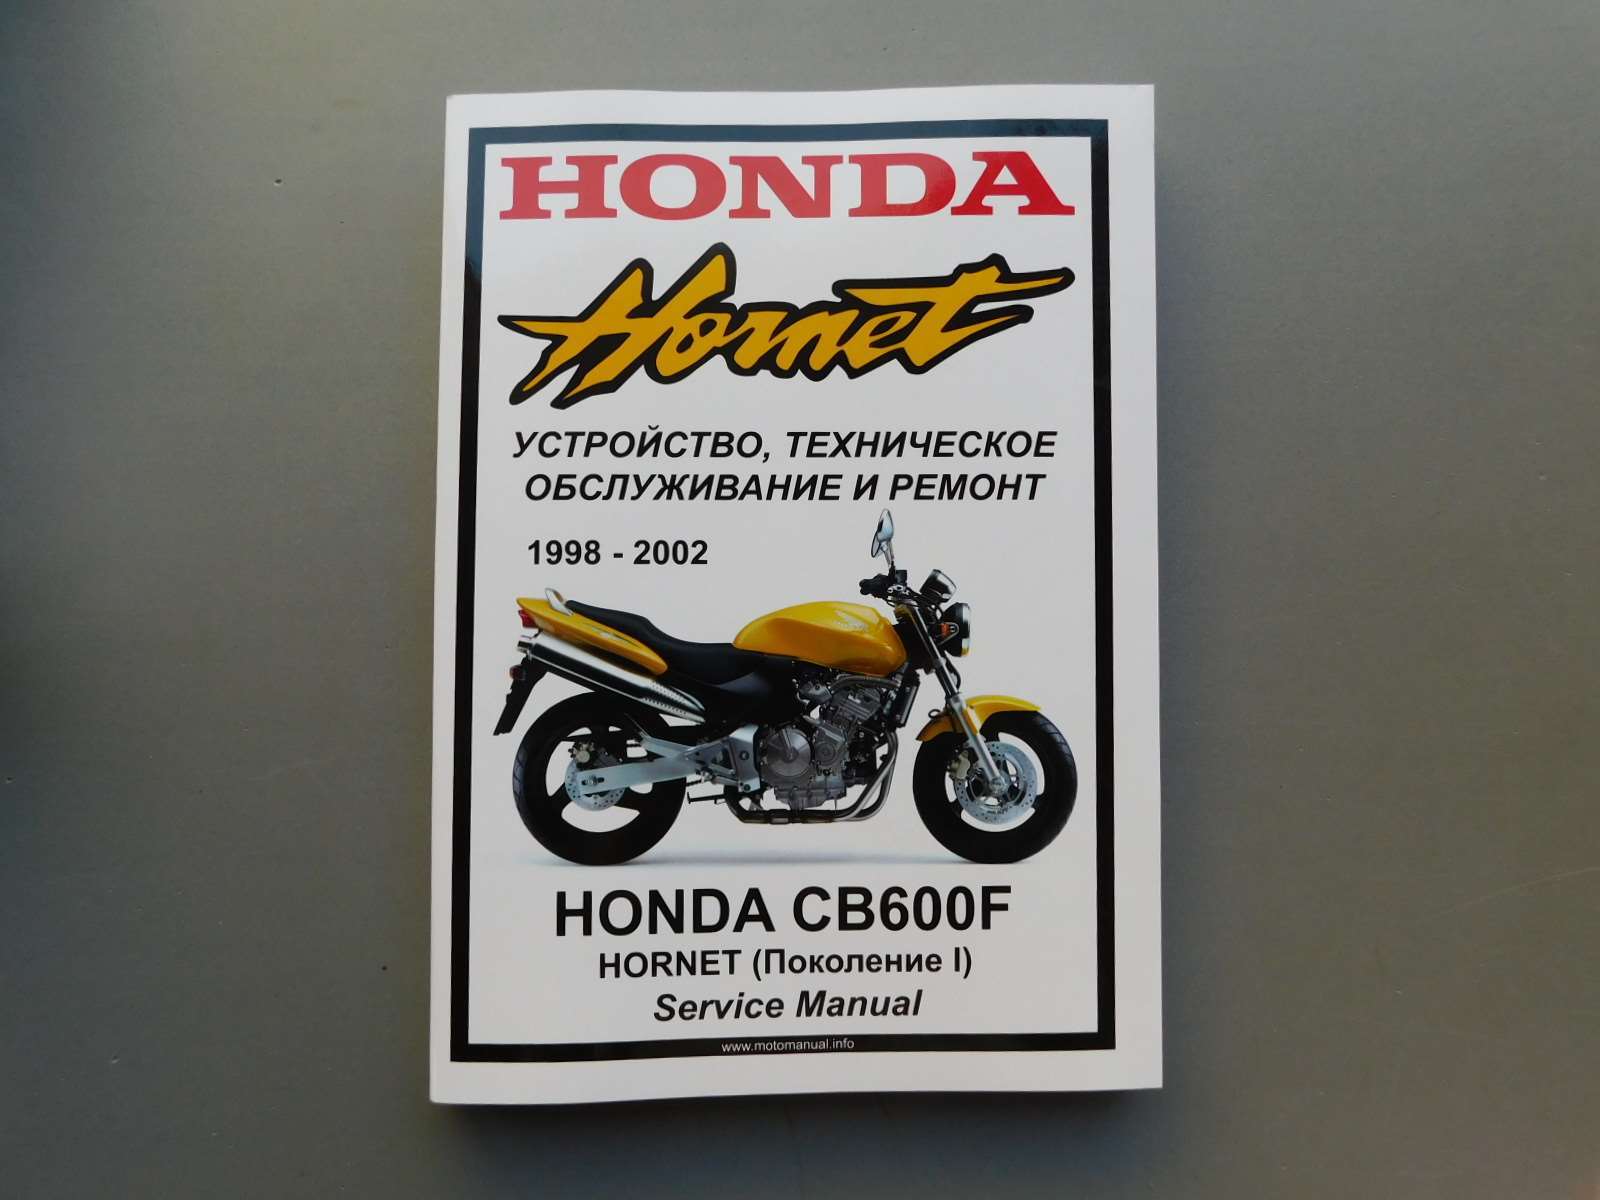 HONDA
Hornet
УСТРОЙСТВО, ТЕХНИЧЕСКОЕ
ОБСЛУЖИВАНИЕ И РЕМОНТ
1998 - 2002
HONDA CB600F
HORNET (Поколение I)
Service Manual
www.motomanual.info